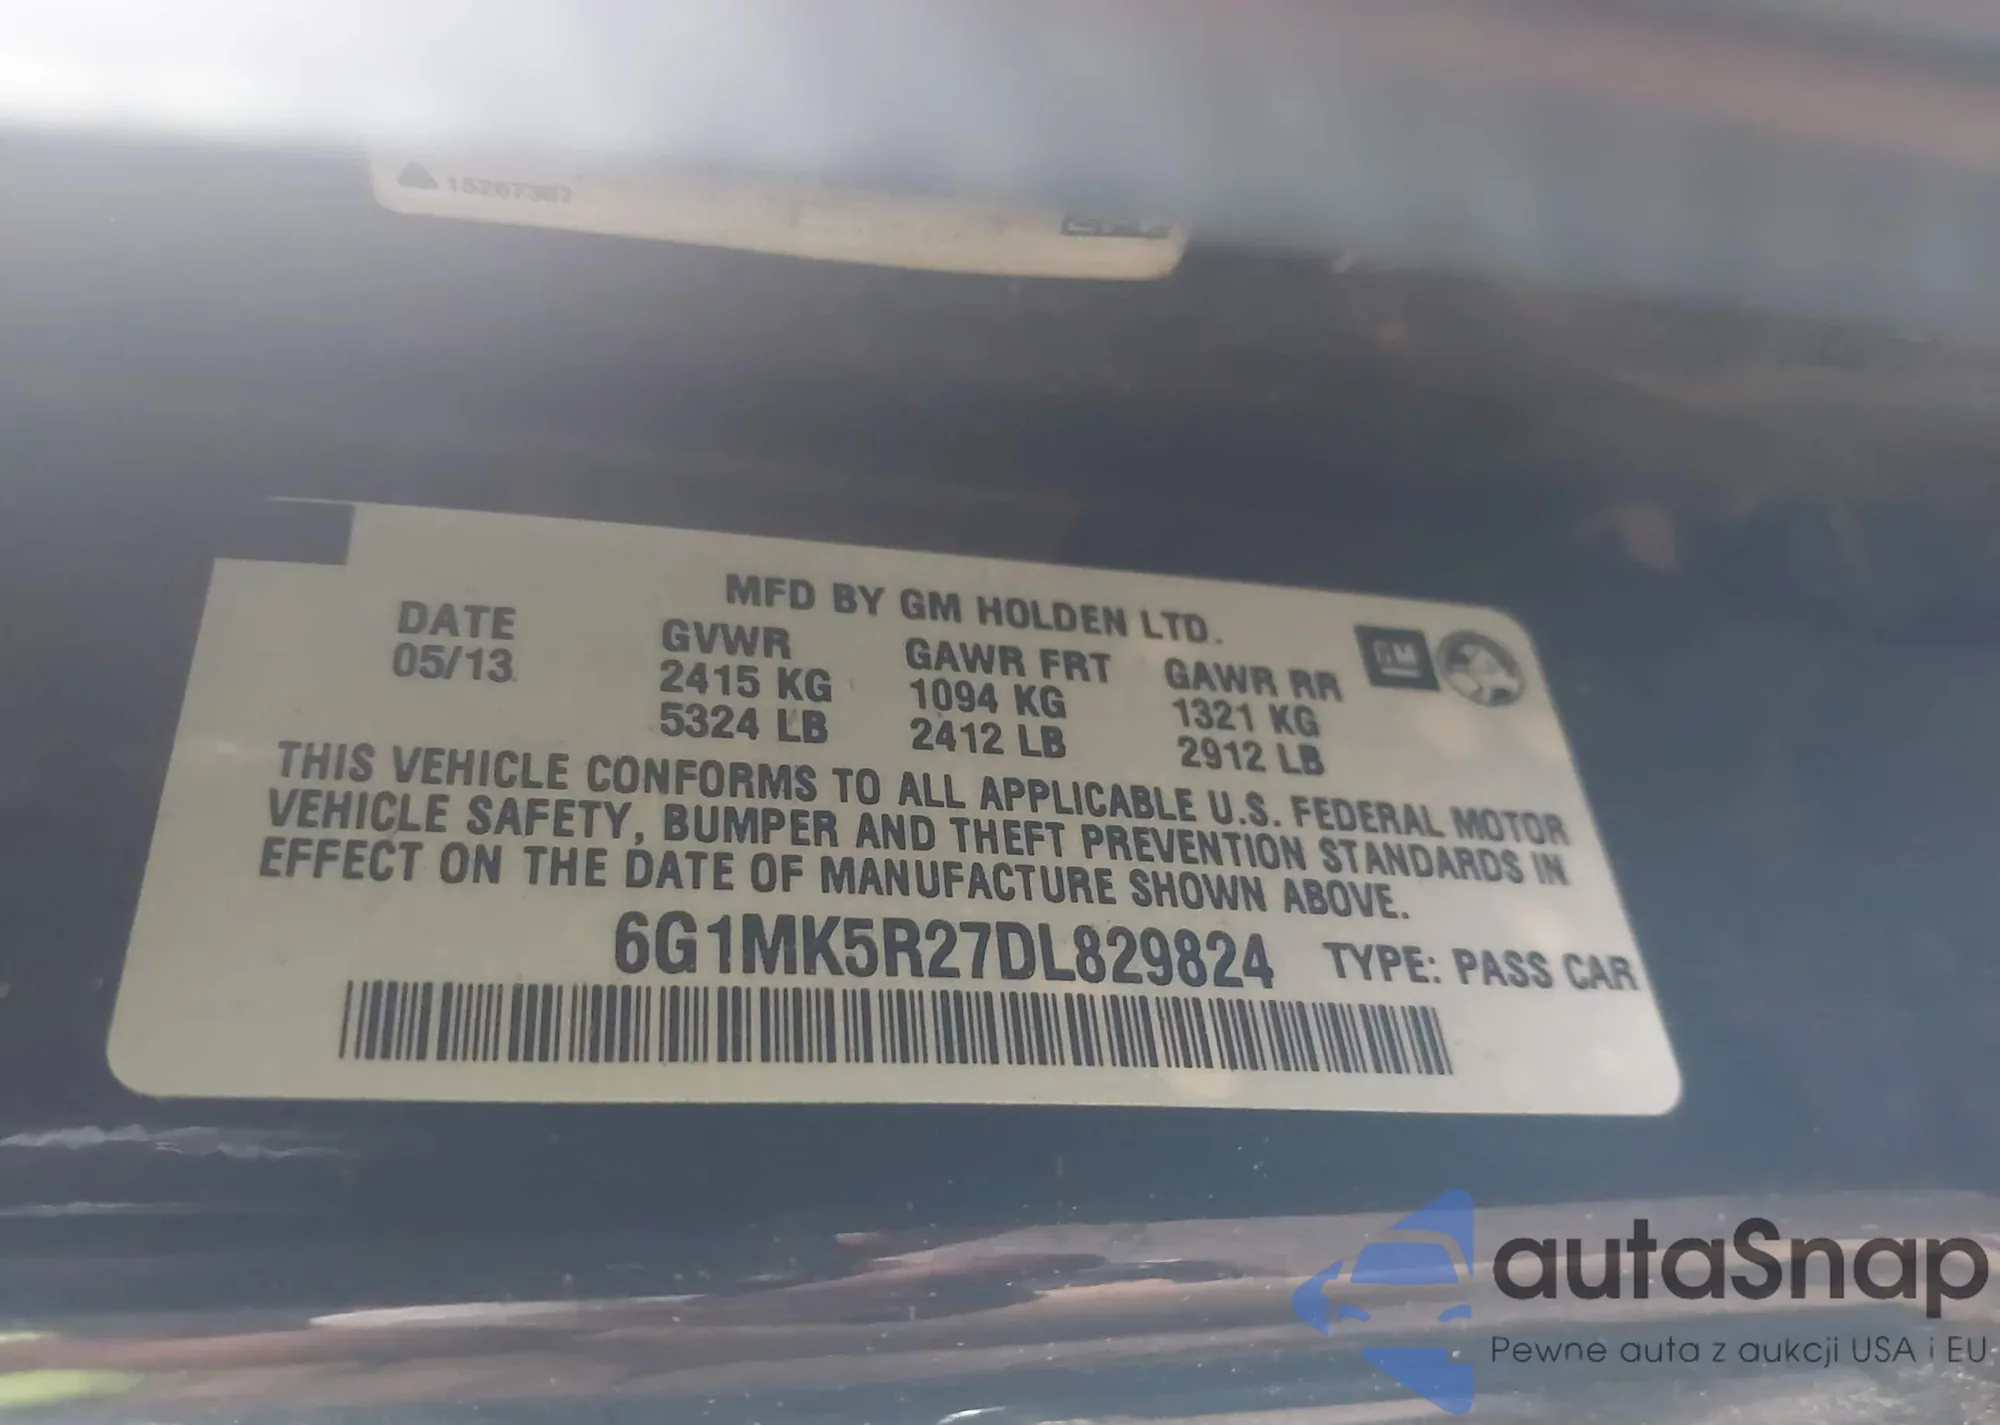 15267367
MFD BY GM HOLDEN LTD.
DATE GVWR GAWR FRT GAWR RR
05/13 2415 KG 1094 KG 1321 KG
5324 LB 2412 LB 2912 LB
GM
THIS VEHICLE CONFORMS TO ALL APPLICABLE U.S. FEDERAL MOTOR
VEHICLE SAFETY, BUMPER AND THEFT PREVENTION STANDARDS IN
EFFECT ON THE DATE OF MANUFACTURE SHOWN ABOVE.
6G1MK5R27DL829824 TYPE: PASS CAR
autaSnap
Pewne auta z aukcji USA i EU